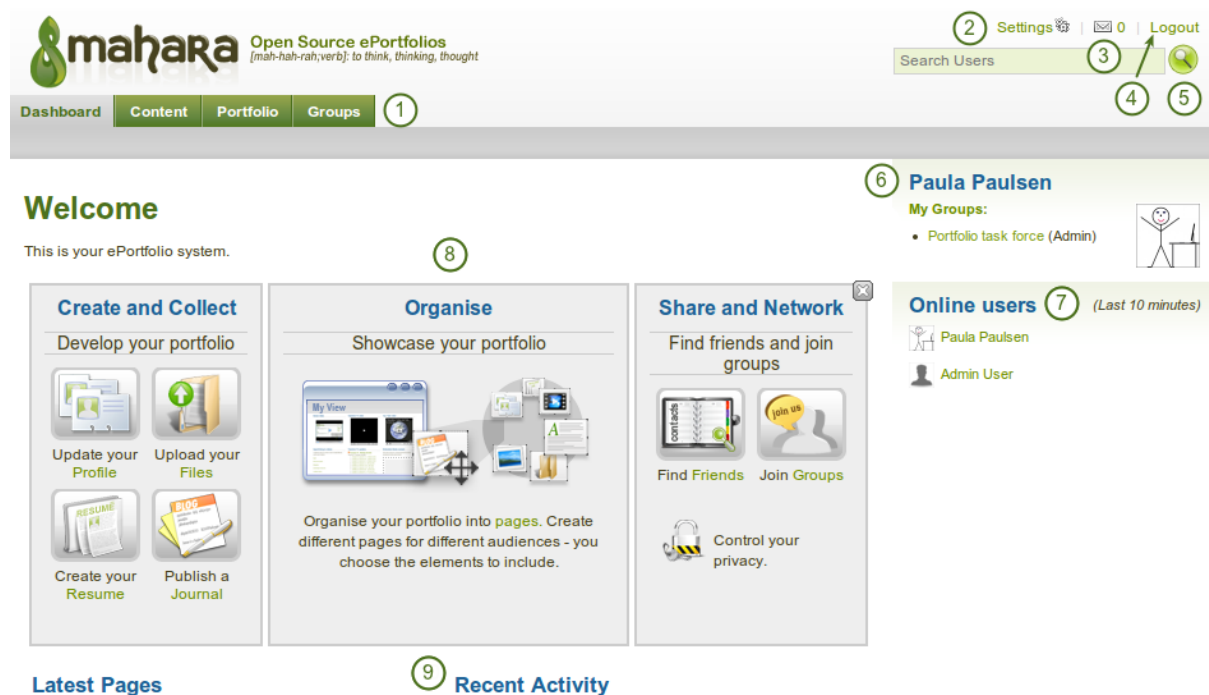 mahara
Open Source ePortfolios
[mah-hah-rah;verb]: to think, thinking, thought
2 Settings | 0 | Logout
Search Users
3
4
5
Dashboard Content Portfolio Groups 1
6 Paula Paulsen
My Groups:
• Portfolio task force (Admin)
Welcome
This is your ePortfolio system.
8
Online users 7 (Last 10 minutes)
Paula Paulsen
Admin User
Create and Collect
Develop your portfolio
Update your
Profile
Upload your
Files
RESUME
Create your
Resume
BLOG
Publish a
Journal
Organise
Showcase your portfolio
My View
A
Organise your portfolio into pages. Create
different pages for different audiences - you
choose the elements to include.
Share and Network
Find friends and join
groups
contacts
Find Friends
join us
Join Groups
Control your
privacy.
Latest Pages
9
Recent Activity